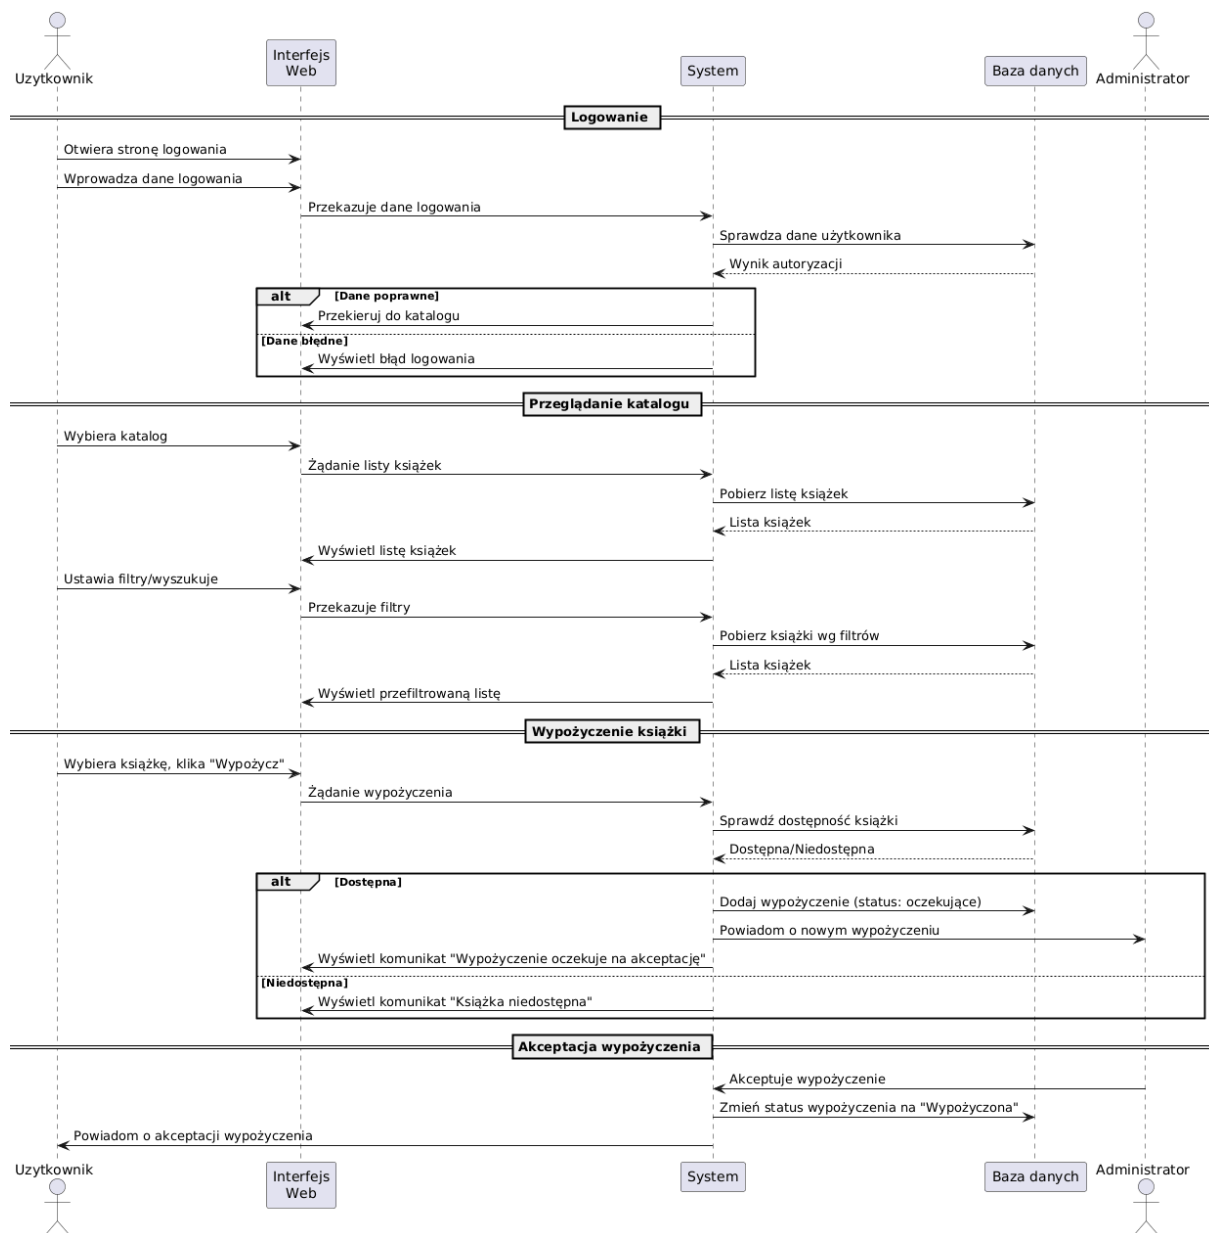 Uzytkownik
Interfejs
Web
System
Baza danych
Administrator
Logowanie
Otwiera stronę logowania
Wprowadza dane logowania
Przekazuje dane logowania
Sprawdza dane użytkownika
Wynik autoryzacji
alt [Dane poprawne]
Przekieruj do katalogu
[Dane błędne]
Wyświetl błąd logowania
Przeglądanie katalogu
Wybiera katalog
Żądanie listy książek
Pobierz listę książek
Lista książek
Wyświetl listę książek
Ustawia filtry/wyszukuje
Przekazuje filtry
Pobierz książki wg filtrów
Lista książek
Wyświetl przefiltrowaną listę
Wypożyczenie książki
Wybiera książkę, klika "Wypożycz"
Żądanie wypożyczenia
Sprawdź dostępność książki
Dostępna/Niedostępna
alt [Dostępna]
Dodaj wypożyczenie (status: oczekujące)
Powiadom o nowym wypożyczeniu
Wyświetl komunikat "Wypożyczenie oczekuje na akceptację"
[Niedostępna]
Wyświetl komunikat "Książka niedostępna"
Akceptacja wypożyczenia
Akceptuje wypożyczenie
Zmień status wypożyczenia na "Wypożyczona"
Powiadom o akceptacji wypożyczenia
Uzytkownik
Interfejs
Web
System
Baza danych
Administrator